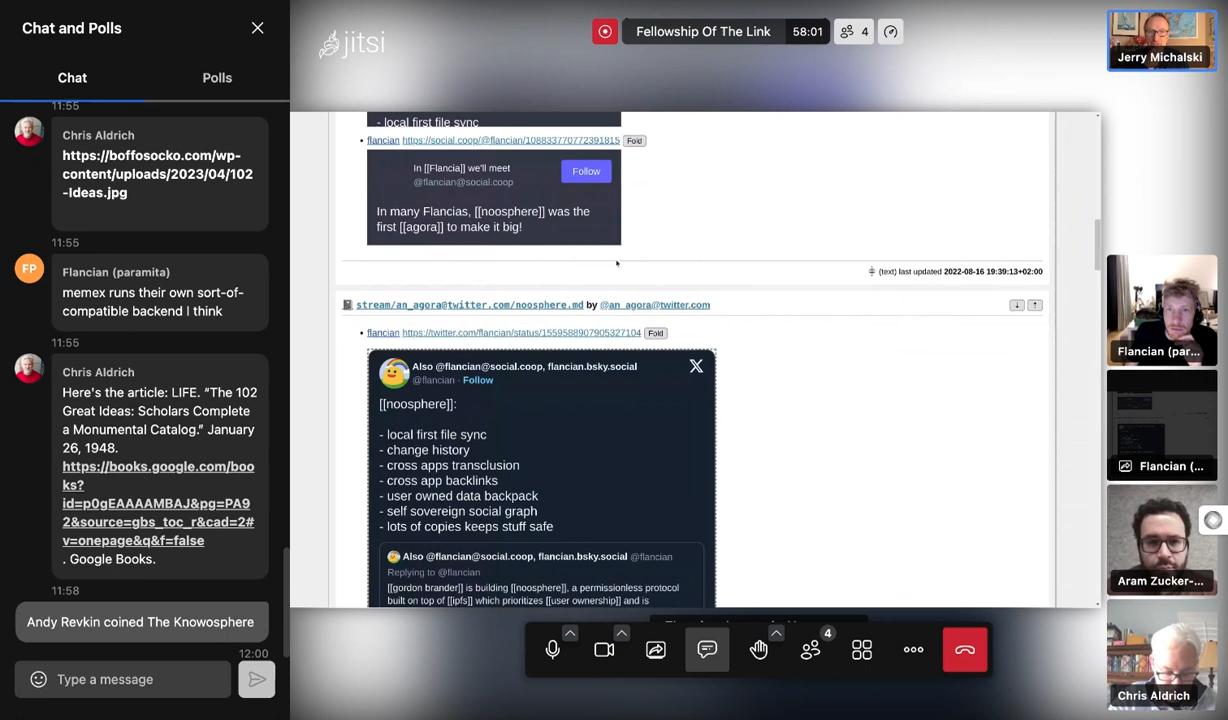 Chat and Polls
Chat
Polls
11:55
Chris Aldrich
https://boffosocko.com/wp-
content/uploads/2023/04/102
-Ideas.jpg
11:55
FP
Flancian (paramita)
memex runs their own sort-of-
compatible backend I think
11:55
Chris Aldrich
Here's the article: LIFE. “The 102
Great Ideas: Scholars Complete
a Monumental Catalog.” January
26, 1948.
https://books.google.com/boo
ks?
id=p0gEAAAAMBAJ&pg=PA9
2&source=gbs_toc_r&cad=2#
v=onepage&q&f=false
. Google Books.
11:58
Andy Revkin coined The Knowosphere
12:00
Type a message
jitsi
Fellowship Of The Link
58:01
4
- local first file sync
flancian https://social.coop/@flancian/108833770772391815 Fold
In [[Flancia]] we'll meet
@flancian@social.coop
Follow
In many Flancias, [[noosphere]] was the
first [[agora]] to make it big!
(text) last updated 2022-08-16 19:39:13+02:00
stream/an_agora@twitter.com/noosphere.md by @an_agora@twitter.com
flancian https://twitter.com/flancian/status/1559588907905327104 Fold
Also @flancian@social.coop, flancian.bsky.social
@flancian · Follow
[[noosphere]]:
- local first file sync
- change history
- cross apps transclusion
- cross app backlinks
- user owned data backpack
- self sovereign social graph
- lots of copies keeps stuff safe
Also @flancian@social.coop, flancian.bsky.social @flancian
Replying to @flancian
[[gordon brander]] is building [[noosphere]], a permissionless protocol
built on top of [[ipfs]] which prioritizes [[user ownership]] and is
4
Jerry Michalski
Flancian (par...
Flancian (...
Aram Zucker-...
Chris Aldrich